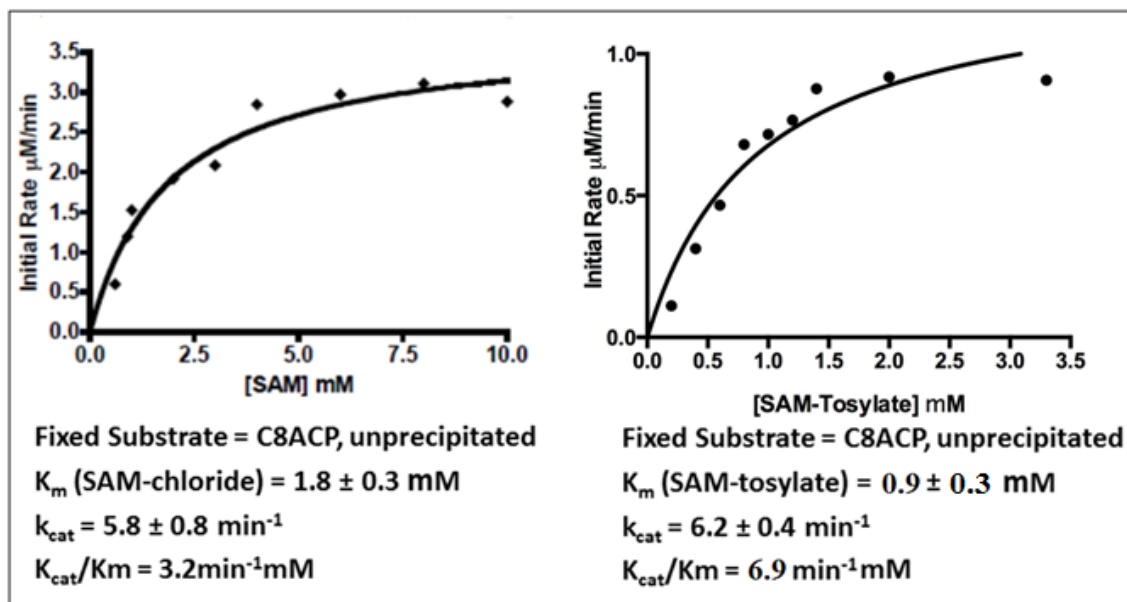 3.5
3.0
2.5
2.0
1.5
1.0
0.5
0.0
Initial Rate μM/min
0.0 2.5 5.0 7.5 10.0
[SAM] mM
Fixed Substrate = C8ACP, unprecipitated
Km (SAM-chloride) = 1.8 ± 0.3 mM
kcat = 5.8 ± 0.8 min-1
Kcat/Km = 3.2min-1mM
1.0
0.5
0.0
Initial Rate μM/min
0.0 0.5 1.0 1.5 2.0 2.5 3.0 3.5
[SAM-Tosylate] mM
Fixed Substrate = C8ACP, unprecipitated
Km (SAM-tosylate) = 0.9 ± 0.3 mM
kcat = 6.2 ± 0.4 min-1
Kcat/Km = 6.9 min-1mM